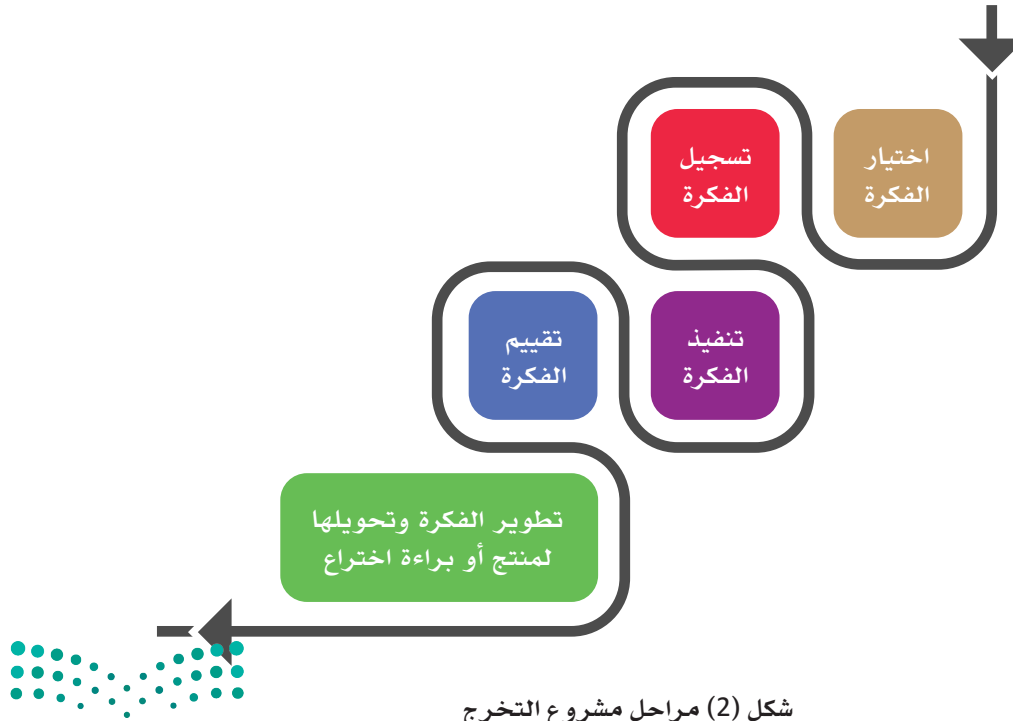 اختيار
الفكرة
تسجيل
الفكرة
تنفيذ
الفكرة
تقييم
الفكرة
تطوير الفكرة وتحويلها
لمنتج أو براءة اختراع
شكل (2) مراحل مشروع التخرج